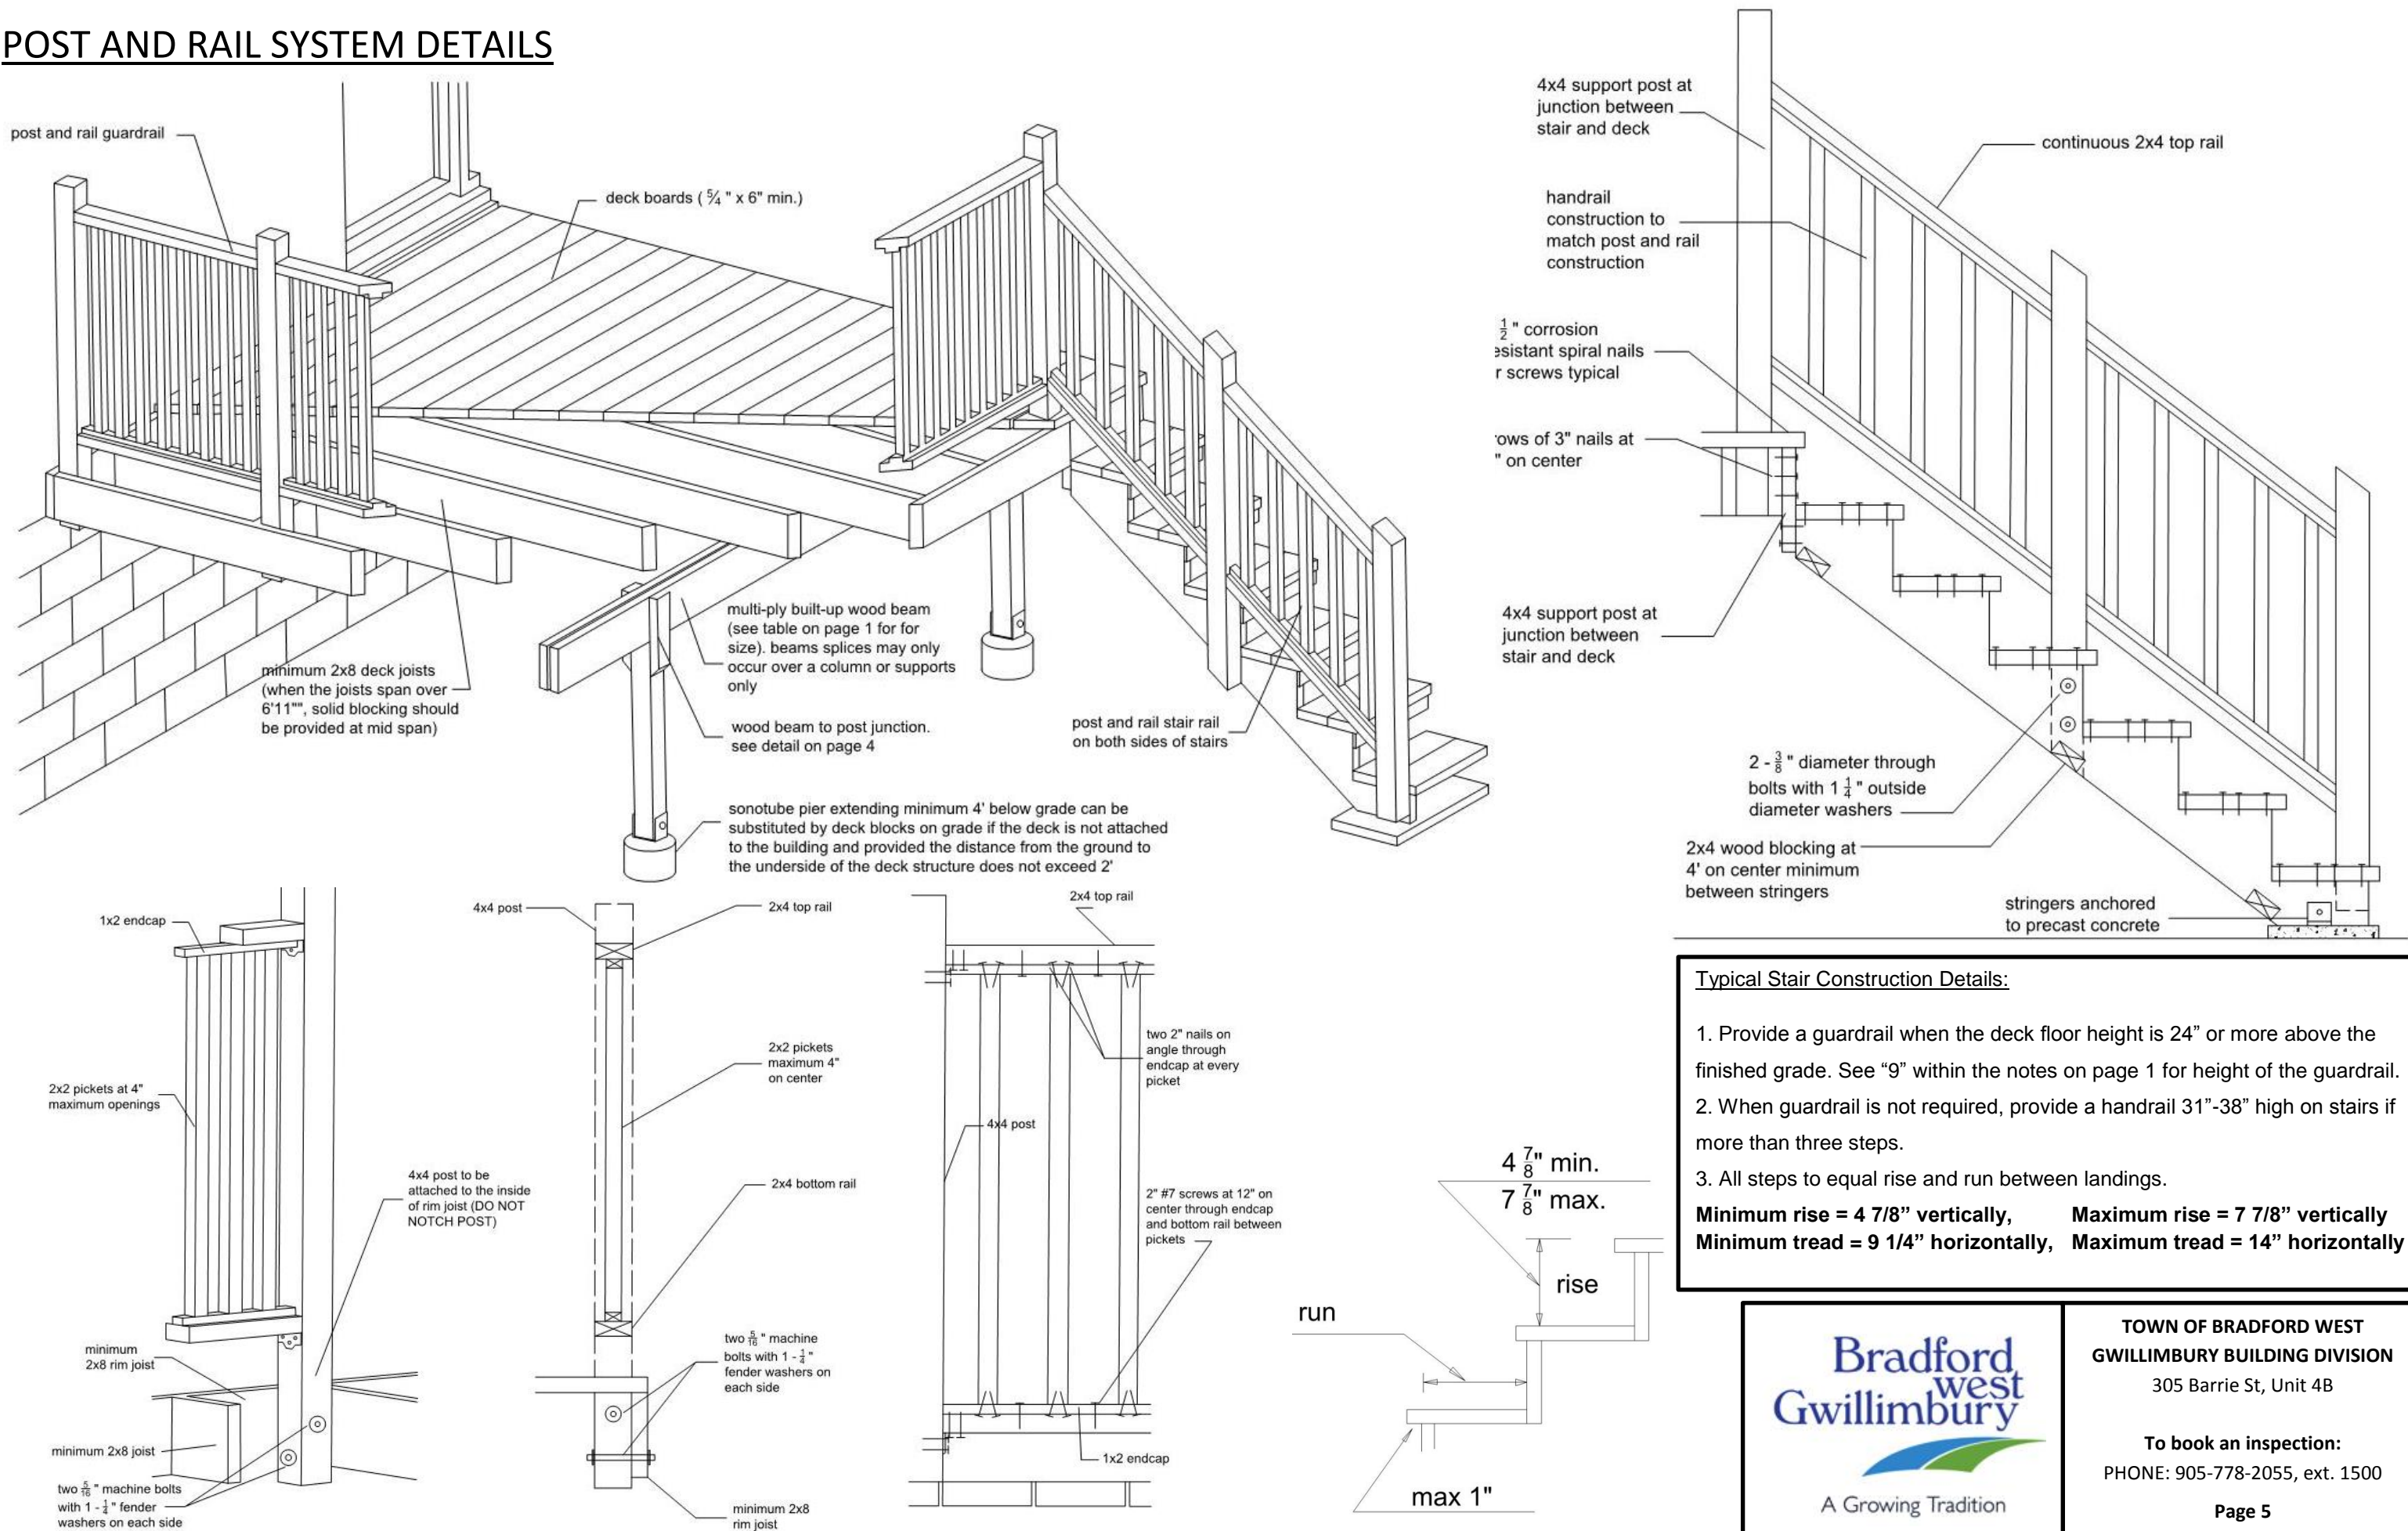 POST AND RAIL SYSTEM DETAILS
post and rail guardrail
deck boards ( 5/4 " x 6" min.)
multi-ply built-up wood beam
(see table on page 1 for for
size). beams splices may only
occur over a column or supports
only
minimum 2x8 deck joists
(when the joists span over
6'11"", solid blocking should
be provided at mid span)
wood beam to post junction.
see detail on page 4
post and rail stair rail
on both sides of stairs
sonotube pier extending minimum 4' below grade can be
substituted by deck blocks on grade if the deck is not attached
to the building and provided the distance from the ground to
the underside of the deck structure does not exceed 2'
4x4 support post at
junction between
stair and deck
continuous 2x4 top rail
handrail
construction to
match post and rail
construction
1/2 " corrosion
esistant spiral nails
r screws typical
rows of 3" nails at
" on center
4x4 support post at
junction between
stair and deck
2 - 3/8 " diameter through
bolts with 1 1/4 " outside
diameter washers
2x4 wood blocking at
4' on center minimum
between stringers
stringers anchored
to precast concrete
1x2 endcap
2x2 pickets at 4"
maximum openings
4x4 post to be
attached to the inside
of rim joist (DO NOT
NOTCH POST)
minimum
2x8 rim joist
minimum 2x8 joist
two 5/16 " machine bolts
with 1 - 1/4 " fender
washers on each side
4x4 post
2x4 top rail
2x2 pickets
maximum 4"
on center
2x4 bottom rail
two 5/16 " machine
bolts with 1 - 1/4 "
fender washers on
each side
minimum 2x8
rim joist
2x4 top rail
two 2" nails on
angle through
endcap at every
picket
4x4 post
2" #7 screws at 12" on
center through endcap
and bottom rail between
pickets
1x2 endcap
4 7/8" min.
7 7/8" max.
rise
run
max 1"
Typical Stair Construction Details:
1. Provide a guardrail when the deck floor height is 24” or more above the
finished grade. See “9” within the notes on page 1 for height of the guardrail.
2. When guardrail is not required, provide a handrail 31”-38” high on stairs if
more than three steps.
3. All steps to equal rise and run between landings.
Minimum rise = 4 7/8” vertically, Maximum rise = 7 7/8” vertically
Minimum tread = 9 1/4” horizontally, Maximum tread = 14” horizontally
Bradford
west
Gwillimbury
A Growing Tradition
TOWN OF BRADFORD WEST
GWILLIMBURY BUILDING DIVISION
305 Barrie St, Unit 4B
To book an inspection:
PHONE: 905-778-2055, ext. 1500
Page 5